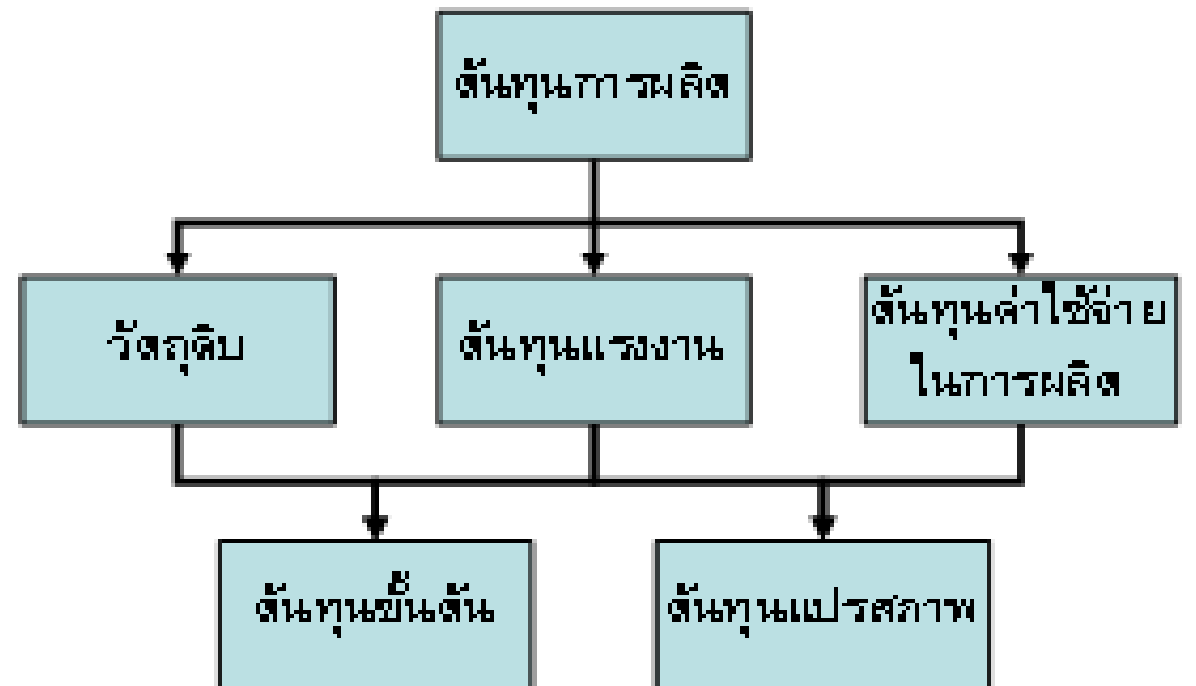 ต้นทุนการผลิต
วัตถุดิบ
ต้นทุนแรงงาน
ต้นทุนค่าใช้จ่าย
ในการผลิต
ต้นทุนขั้นต้น
ต้นทุนแปรสภาพ